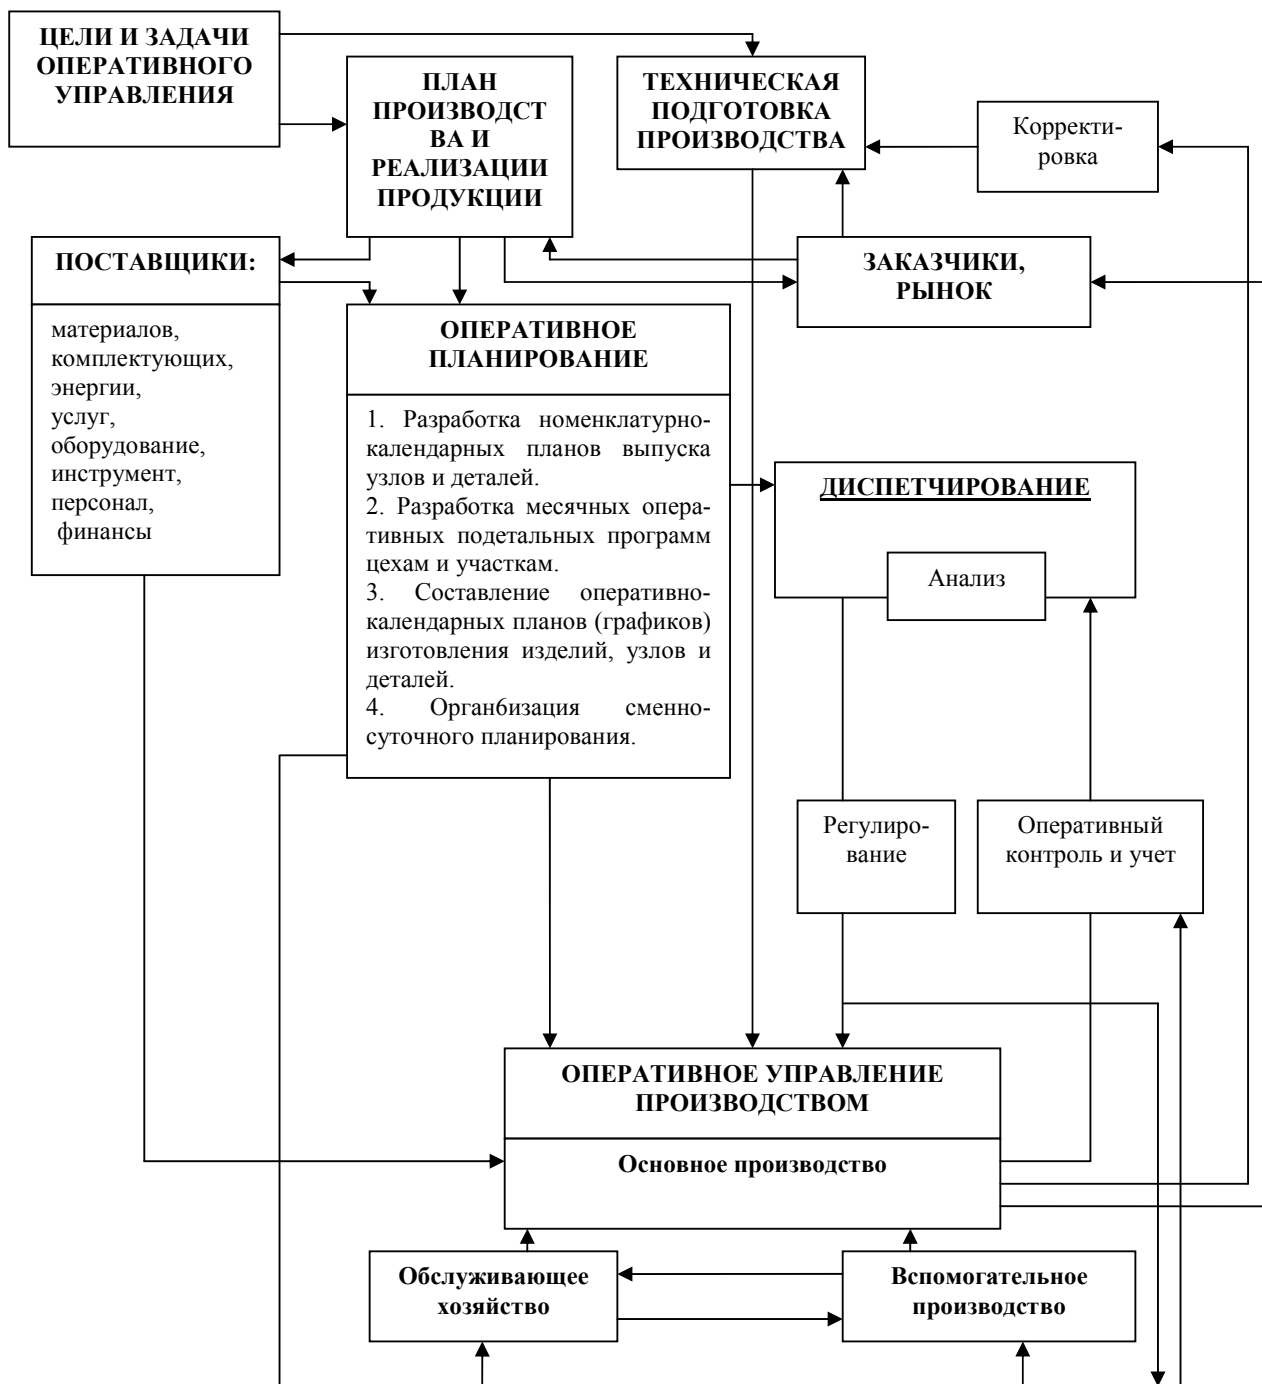 ЦЕЛИ И ЗАДАЧИ
ОПЕРАТИВНОГО
УПРАВЛЕНИЯ
ПЛАН
ПРОИЗВОДСТ
ВА И
РЕАЛИЗАЦИИ
ПРОДУКЦИИ
ТЕХНИЧЕСКАЯ
ПОДГОТОВКА
ПРОИЗВОДСТВА
Корректи-
ровка
ПОСТАВЩИКИ:
материалов,
комплектующих,
энергии,
услуг,
оборудование,
инструмент,
персонал,
финансы
ЗАКАЗЧИКИ,
РЫНОК
ОПЕРАТИВНОЕ
ПЛАНИРОВАНИЕ
1. Разработка номенклатурно-
календарных планов выпуска
узлов и деталей.
2. Разработка месячных опера-
тивных подетальных программ
цехам и участкам.
3. Составление оперативно-
календарных планов (графиков)
изготовления изделий, узлов и
деталей.
4. Орган6изация сменно-
суточного планирования.
ДИСПЕТЧИРОВАНИЕ
Анализ
Регулиро-
вание
Оперативный
контроль и учет
ОПЕРАТИВНОЕ УПРАВЛЕНИЕ
ПРОИЗВОДСТВОМ
Основное производство
Обслуживающее
хозяйство
Вспомогательное
производство